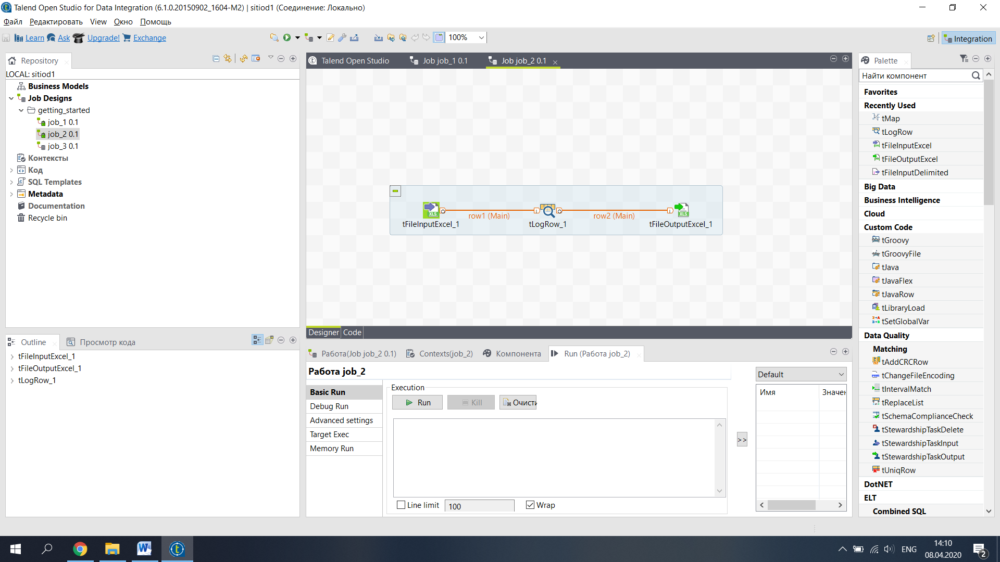 Talend Open Studio for Data Integration (6.1.0.20150902_1604-M2) | sitiod1 (Соединение: Локально)
Файл Редактировать View Окно Помощь
Learn Ask Upgrade! Exchange 100% Integration
Repository
LOCAL: sitiod1
Business Models
Job Designs
getting_started
job_1 0.1
job_2 0.1
job_3 0.1
Контексты
Код
SQL Templates
Metadata
Documentation
Recycle bin
Outline Просмотр кода
tFileInputExcel_1
tFileOutputExcel_1
tLogRow_1
Talend Open Studio Job job_1 0.1 Job job_2 0.1
row1 (Main) row2 (Main)
tFileInputExcel_1 tLogRow_1 tFileOutputExcel_1
Designer Code
Работа(Job job_2 0.1) Contexts(job_2) Компонента Run (Работа job_2)
Работа job_2
Basic Run
Debug Run
Advanced settings
Target Exec
Memory Run
Execution
Run Kill Очисти
Line limit 100 Wrap
>>
Default
Имя Значен
Palette
Найти компонент
Favorites
Recently Used
tMap
tLogRow
tFileInputExcel
tFileOutputExcel
tFileInputDelimited
Big Data
Business Intelligence
Cloud
Custom Code
tGroovy
tGroovyFile
tJava
tJavaFlex
tJavaRow
tLibraryLoad
tSetGlobalVar
Data Quality
Matching
tAddCRCRow
tChangeFileEncoding
tIntervalMatch
tReplaceList
tSchemaComplianceCheck
tStewardshipTaskDelete
tStewardshipTaskInput
tStewardshipTaskOutput
tUniqRow
DotNET
ELT
Combined SQL
ENG
14:10
08.04.2020
2